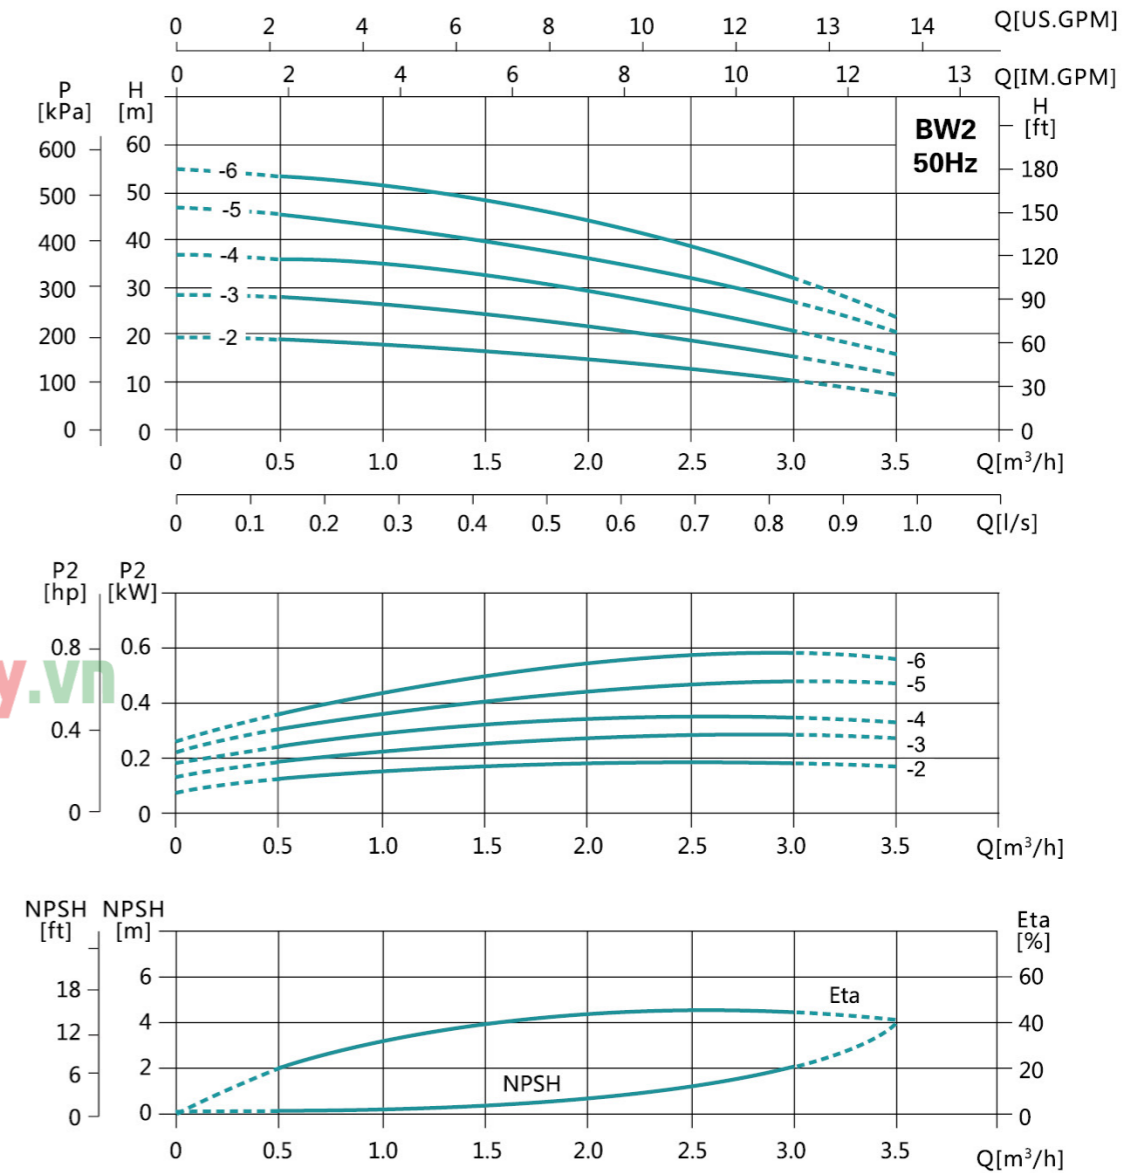 0 2 4 6 8 10 12 13 14 Q[US.GPM]
0 2 4 6 8 10 12 13 Q[IM.GPM]
P H H
[kPa] [m] [ft]
BW2
50Hz
600 60
-6 180
500 50
-5 150
400 40
-4 120
300 30
-3 90
200 20
-2 60
100 10 30
0 0 0
0 0.5 1.0 1.5 2.0 2.5 3.0 3.5 Q[m³/h]
0 0.1 0.2 0.3 0.4 0.5 0.6 0.7 0.8 0.9 1.0 Q[l/s]
P2 P2
[hp] [kW]
0.8 0.6
-6
y.vn
-5
0.4 0.4
-4
-3
0.2
-2
0 0
0 0.5 1.0 1.5 2.0 2.5 3.0 3.5 Q[m³/h]
NPSH NPSH Eta
[ft] [m] [%]
6 60
18
Eta
12 4 40
6 2 20
NPSH
0 0 0
0 0.5 1.0 1.5 2.0 2.5 3.0 3.5 Q[m³/h]